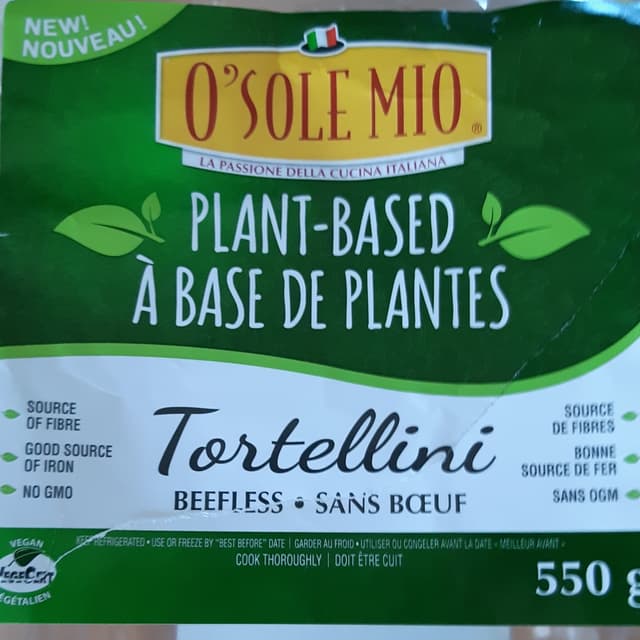 NEW!
NOUVEAU!
O'SOLE MIO ®
LA PASSIONE DELLA CUCINA ITALIANA
PLANT-BASED
À BASE DE PLANTES
SOURCE
OF FIBRE
GOOD SOURCE
OF IRON
NO GMO
Tortellini
BEEFLESS • SANS BŒUF
SOURCE
DE FIBRES
BONNE
SOURCE DE FER
SANS OGM
KEEP REFRIGERATED • USE OR FREEZE BY "BEST BEFORE" DATE | GARDER AU FROID • UTILISER OU CONGELER AVANT LA DATE « MEILLEUR AVANT »
COOK THOROUGHLY | DOIT ÊTRE CUIT
VEGAN
VEGECERT
VÉGÉTALIEN
550 g